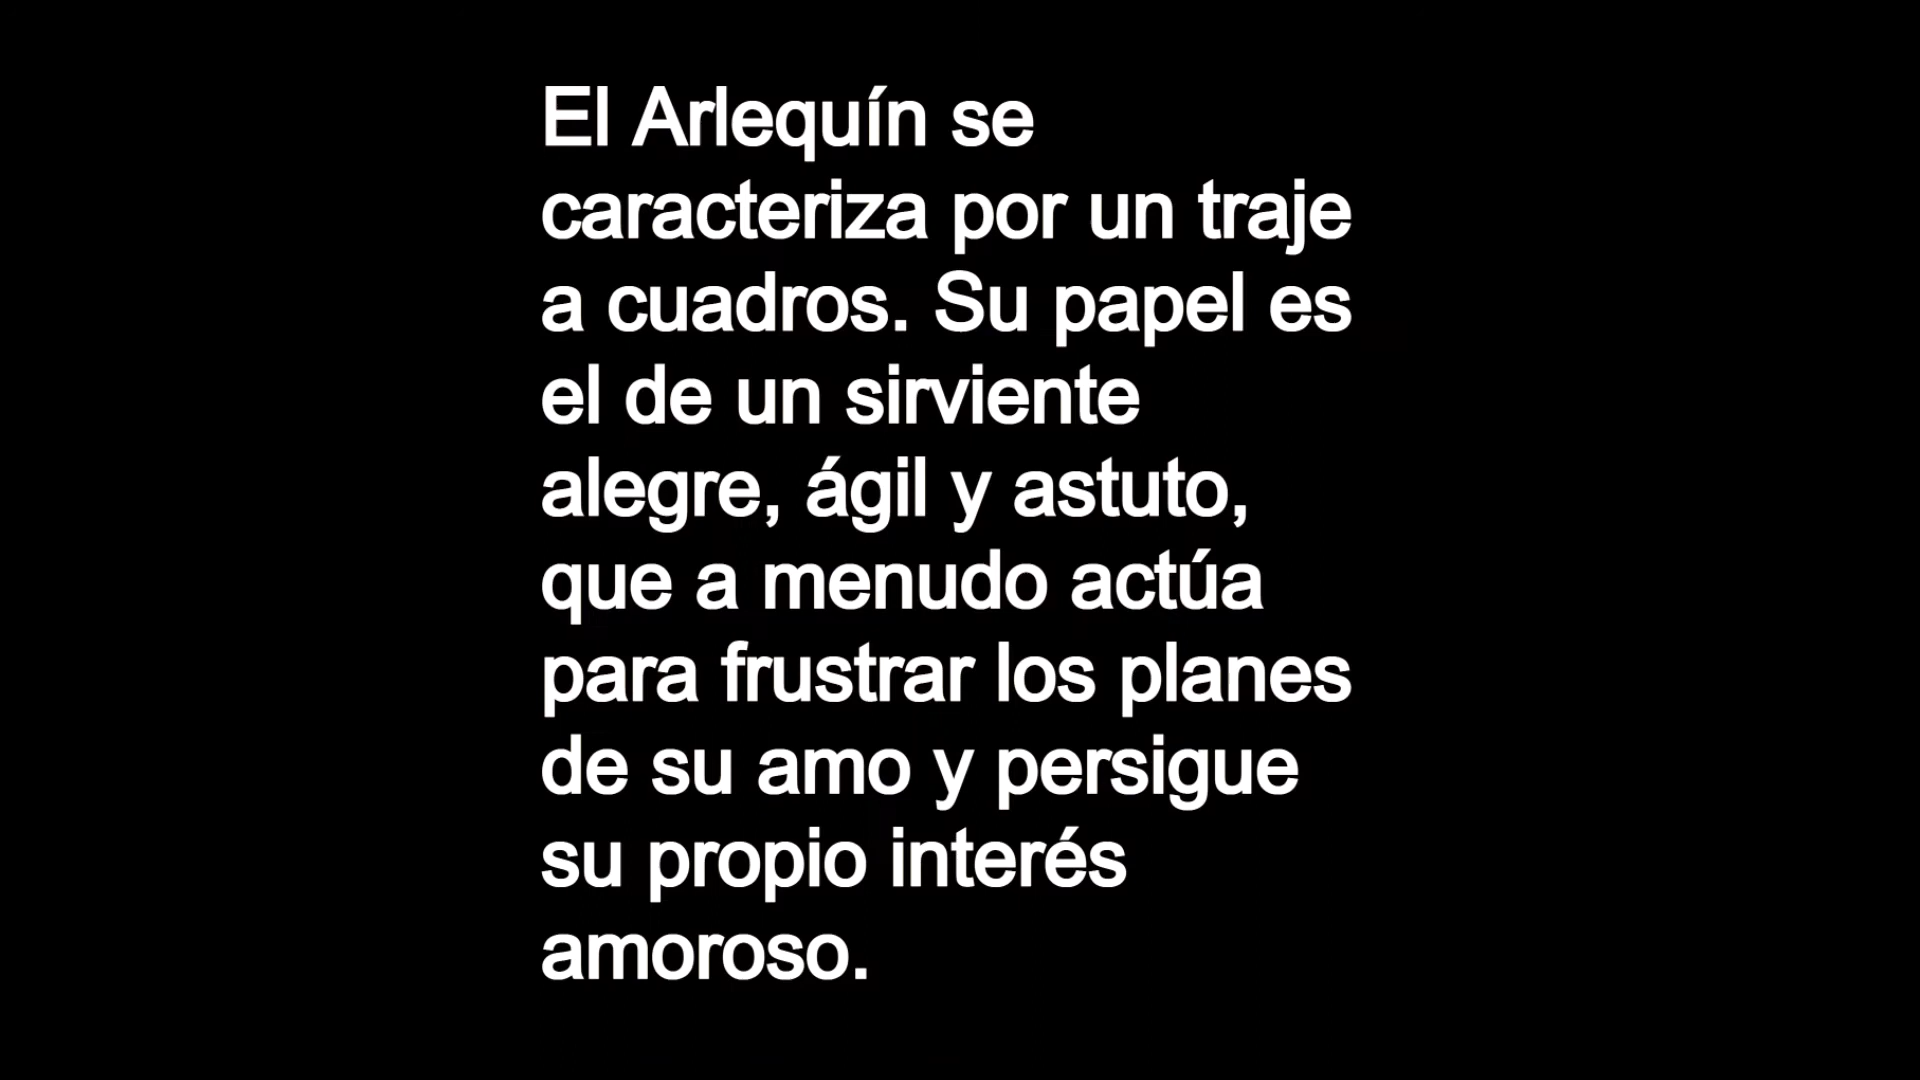 El Arlequín se
caracteriza por un traje
a cuadros. Su papel es
el de un sirviente
alegre, ágil y astuto,
que a menudo actúa
para frustrar los planes
de su amo y persigue
su propio interés
amoroso.